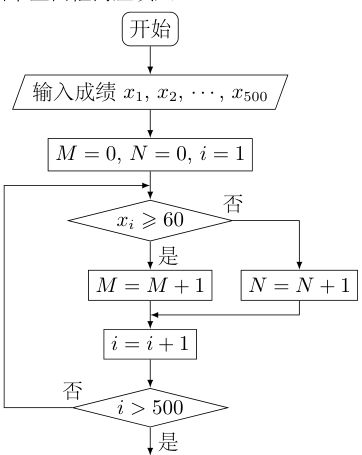 开始
输入成绩 x₁, x₂, ⋯, x₅₀₀
M = 0, N = 0, i = 1
否
xᵢ ⩾ 60
是
M = M + 1
N = N + 1
i = i + 1
否
i > 500
是